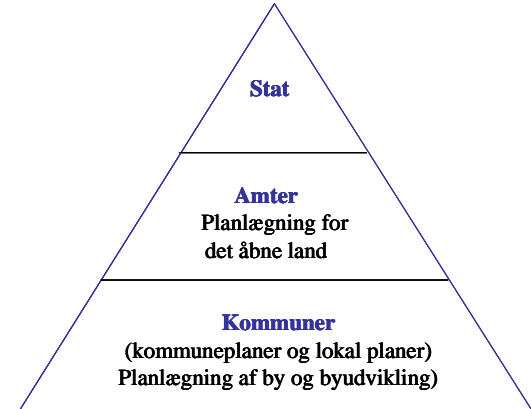 Stat
Amter
Planlægning for
det åbne land
Kommuner
(kommuneplaner og lokal planer)
Planlægning af by og byudvikling)